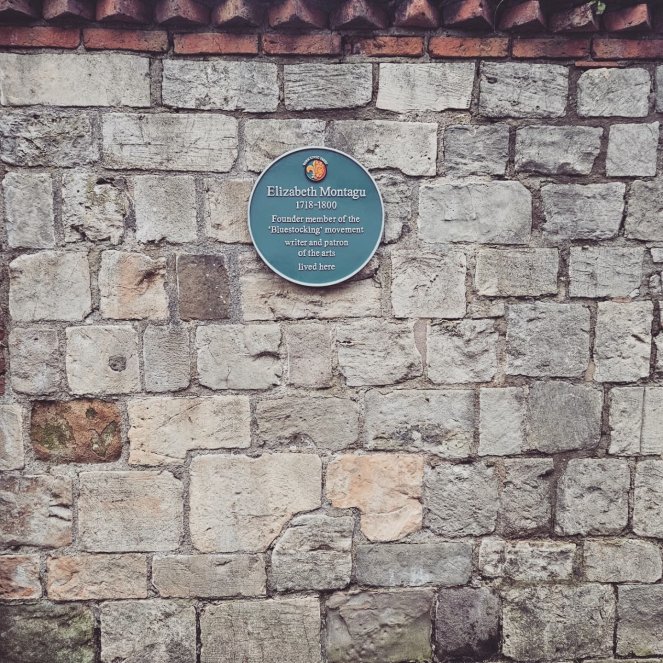 Elizabeth Montagu
1718-1800
Founder member of the
'Bluestocking' movement
writer and patron
of the arts
lived here